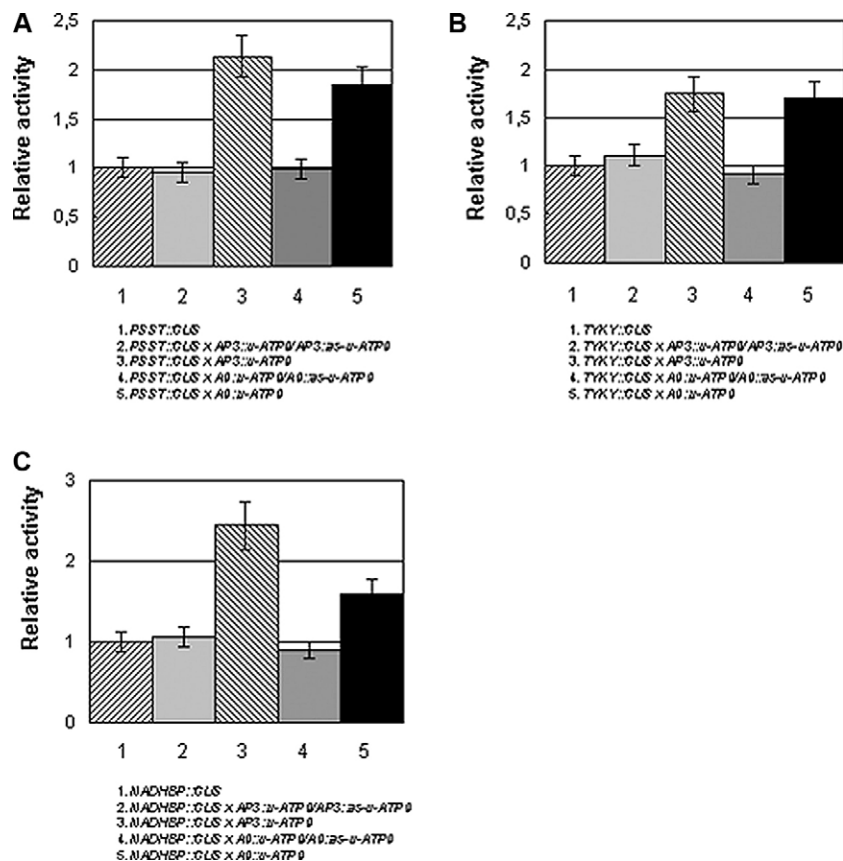 A
Relative activity
2,5
2
1,5
1
0,5
0
1 2 3 4 5
1. PSST::GUS
2. PSST::GUS x AP3::u-ATP9/AP3::as-u-ATP9
3. PSST::GUS x AP3::u-ATP9
4. PSST::GUS x A9::u-ATP9/A9::as-u-ATP9
5. PSST::GUS x A9::u-ATP9
B
Relative activity
2,5
2
1,5
1
0,5
0
1 2 3 4 5
1. TYKY::GUS
2. TYKY::GUS x AP3::u-ATP9/AP3::as-u-ATP9
3. TYKY::GUS x AP3::u-ATP9
4. TYKY::GUS x A9::u-ATP9/A9::as-u-ATP9
5. TYKY::GUS x A9::u-ATP9
C
Relative activity
3
2
1
0
1 2 3 4 5
1. NADHBP::GUS
2. NADHBP::GUS x AP3::u-ATP9/AP3::as-u-ATP9
3. NADHBP::GUS x AP3::u-ATP9
4. NADHBP::GUS x A9::u-ATP9/A9::as-u-ATP9
5. NADHBP::GUS x A9::u-ATP9